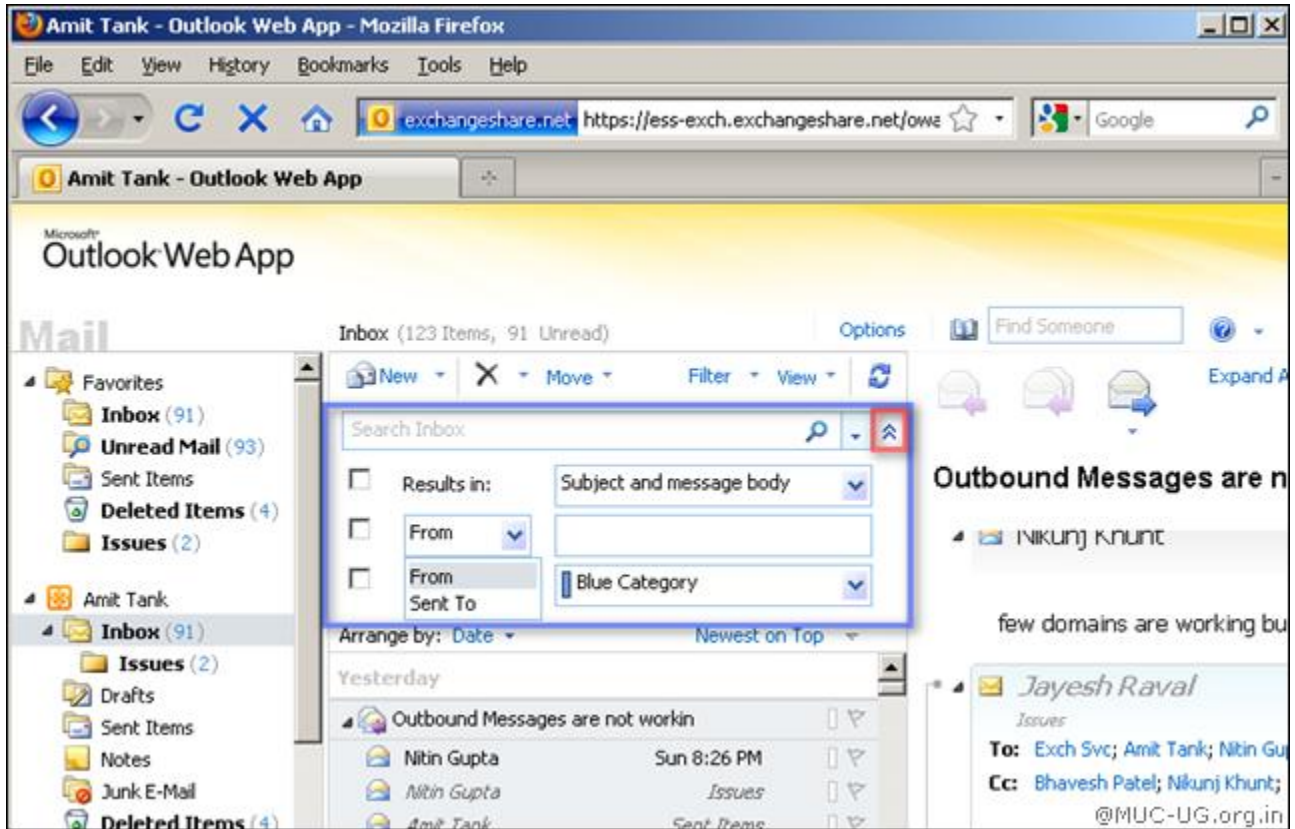 Amit Tank - Outlook Web App - Mozilla Firefox
File Edit View History Bookmarks Tools Help
exchangeshare.net https://ess-exch.exchangeshare.net/owa Google
Amit Tank - Outlook Web App
Microsoft
Outlook Web App
Mail
Inbox (123 Items, 91 Unread) Options Find Someone
New Move Filter View Expand A
Favorites
Inbox (91)
Unread Mail (93)
Sent Items
Deleted Items (4)
Issues (2)
Amit Tank
Inbox (91)
Issues (2)
Drafts
Sent Items
Notes
Junk E-Mail
Deleted Items (4)
Search Inbox
Results in: Subject and message body
From
From
Sent To
Blue Category
Arrange by: Date Newest on Top
Yesterday
Outbound Messages are not workin
Nitin Gupta Sun 8:26 PM
Nitin Gupta Issues
Amit Tank Sent Items
Outbound Messages are n
Nikunj Khunt
few domains are working bu
Jayesh Raval
Issues
To: Exch Svc; Amit Tank; Nitin Gu
Cc: Bhavesh Patel; Nikunj Khunt;
@MUC-UG.org.in